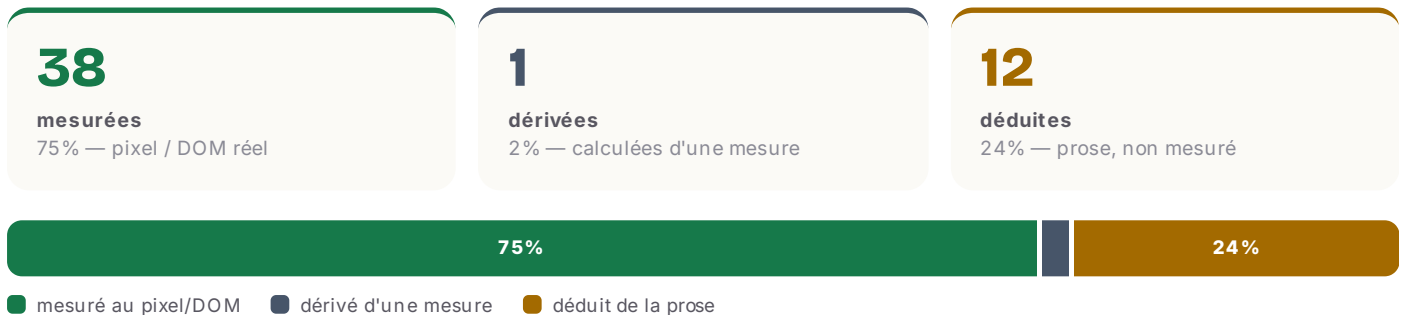 38
mesurées
75% — pixel / DOM réel
1
dérivées
2% — calculées d'une mesure
12
déduites
24% — prose, non mesuré
75%
24%
mesuré au pixel/DOM
dérivé d'une mesure
déduit de la prose